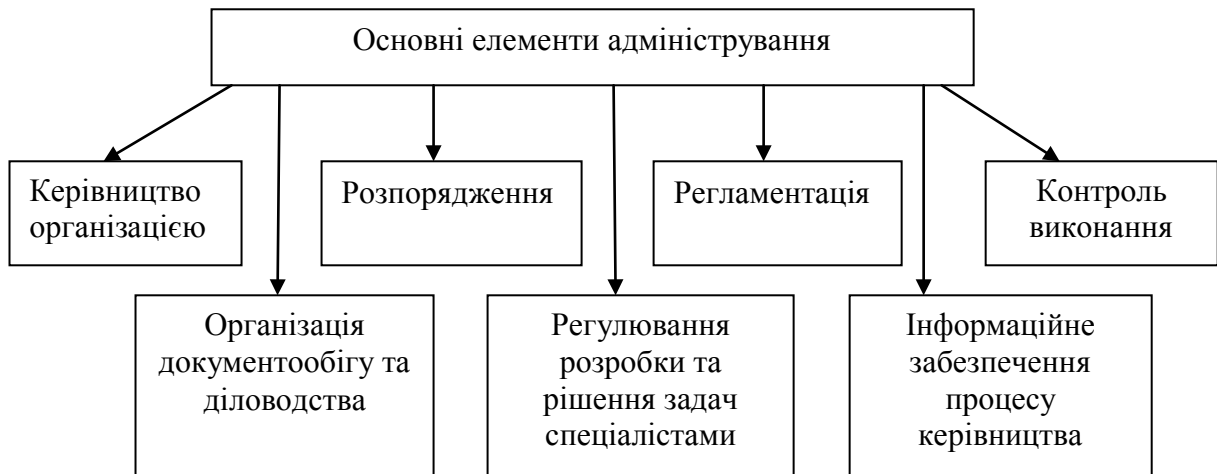 Основні елементи адміністрування
Керівництво
організацією
Розпорядження
Регламентація
Контроль
виконання
Організація
документообігу та
діловодства
Регулювання
розробки та
рішення задач
спеціалістами
Інформаційне
забезпечення
процесу
керівництва